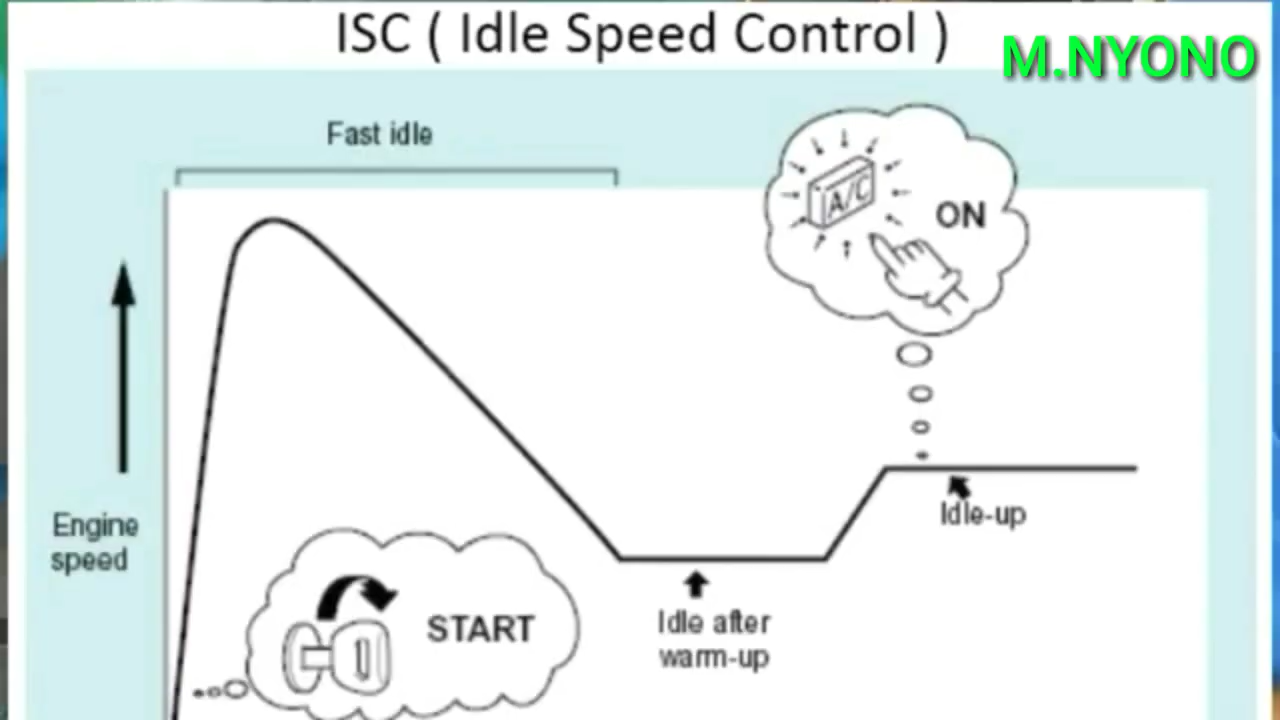 ISC ( Idle Speed Control )
M.NYONO
Fast idle
A/C
ON
Engine
speed
Idle-up
START
Idle after
warm-up